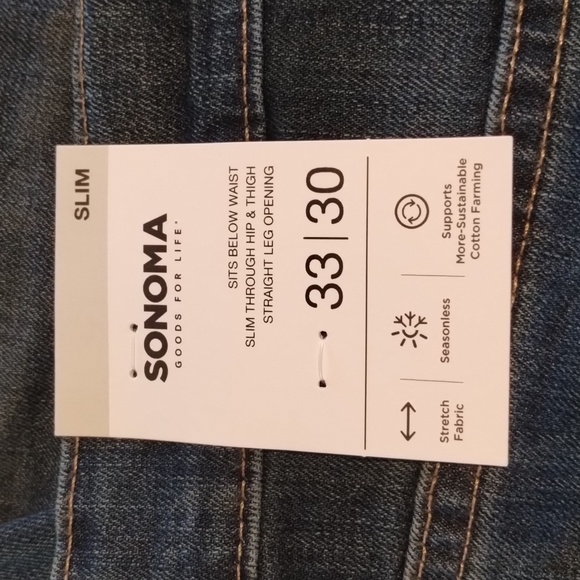 SLIM
SONOMA
GOODS FOR LIFE™
SITS BELOW WAIST
SLIM THROUGH HIP & THIGH
STRAIGHT LEG OPENING
33|30
Stretch
Fabric
Seasonless
Supports
More-Sustainable
Cotton Farming